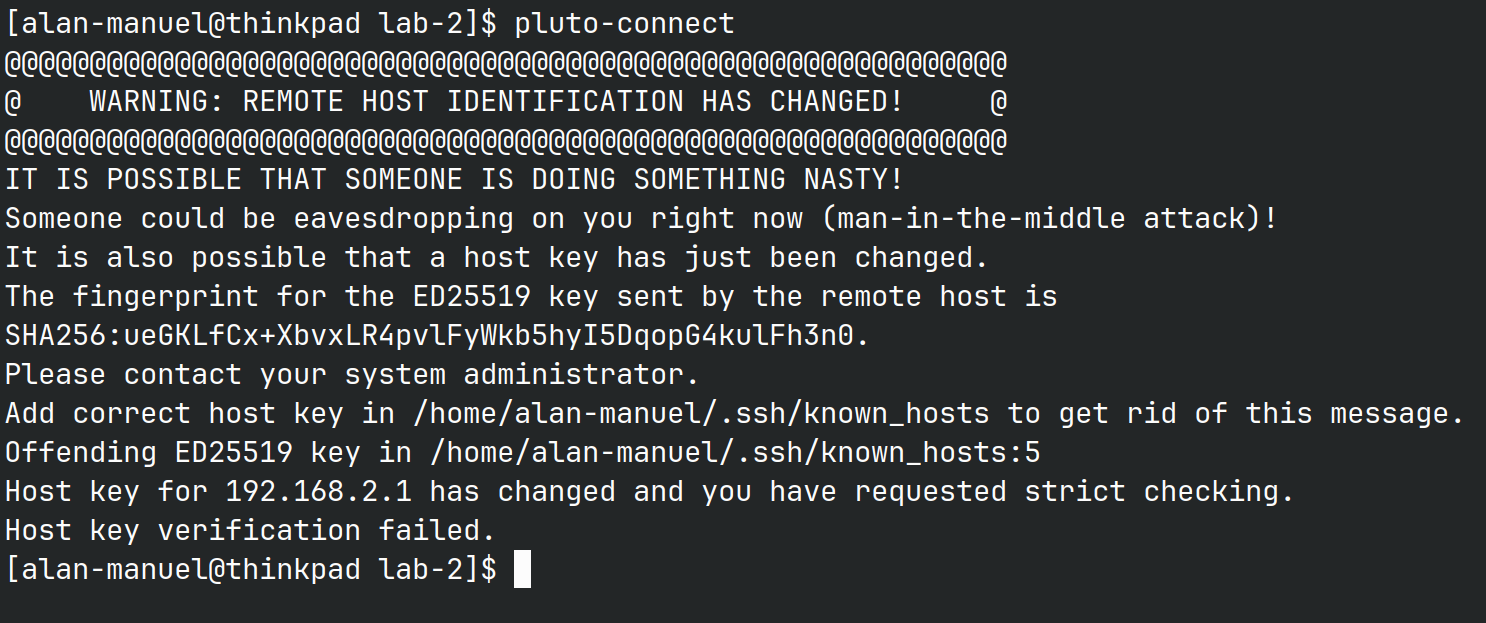 [alan-manuel@thinkpad lab-2]$ pluto-connect
@@@@@@@@@@@@@@@@@@@@@@@@@@@@@@@@@@@@@@@@@@@@@@@@@@@@@@@@@@@
@    WARNING: REMOTE HOST IDENTIFICATION HAS CHANGED!     @
@@@@@@@@@@@@@@@@@@@@@@@@@@@@@@@@@@@@@@@@@@@@@@@@@@@@@@@@@@@
IT IS POSSIBLE THAT SOMEONE IS DOING SOMETHING NASTY!
Someone could be eavesdropping on you right now (man-in-the-middle attack)!
It is also possible that a host key has just been changed.
The fingerprint for the ED25519 key sent by the remote host is
SHA256:ueGKLfCx+XbvxLR4pvlFyWkb5hyI5DqopG4kulFh3n0.
Please contact your system administrator.
Add correct host key in /home/alan-manuel/.ssh/known_hosts to get rid of this message.
Offending ED25519 key in /home/alan-manuel/.ssh/known_hosts:5
Host key for 192.168.2.1 has changed and you have requested strict checking.
Host key verification failed.
[alan-manuel@thinkpad lab-2]$